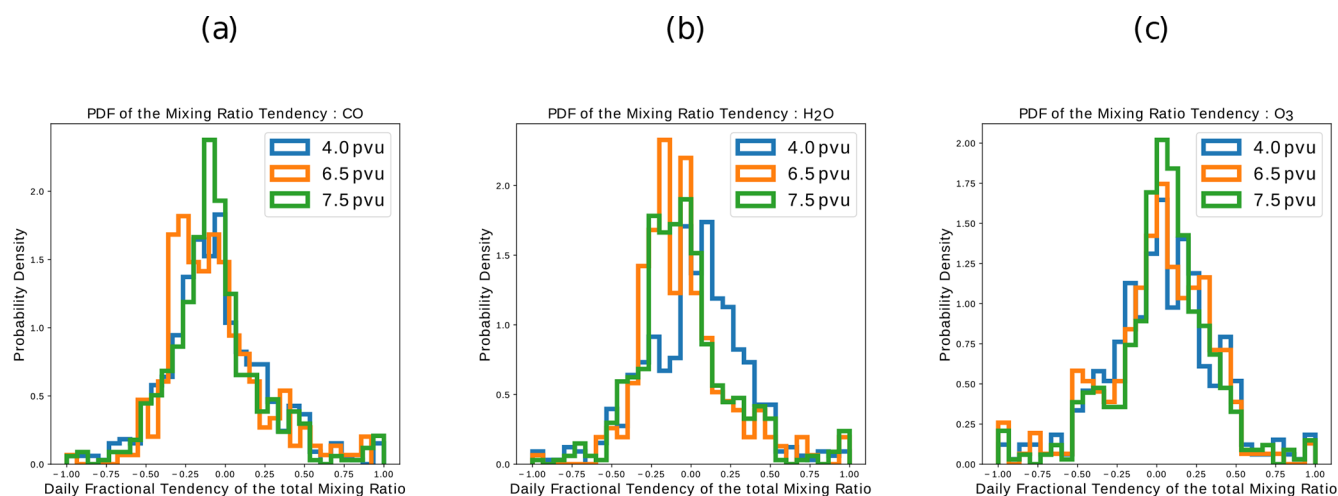 (a)
(b)
(c)
PDF of the Mixing Ratio Tendency : CO
4.0 pvu
6.5 pvu
7.5 pvu
Probability Density
2.0
1.5
1.0
0.5
0.0
−1.00 −0.75 −0.50 −0.25 0.00 0.25 0.50 0.75 1.00
Daily Fractional Tendency of the total Mixing Ratio
PDF of the Mixing Ratio Tendency : H2O
4.0 pvu
6.5 pvu
7.5 pvu
Probability Density
2.0
1.5
1.0
0.5
0.0
−1.00 −0.75 −0.50 −0.25 0.00 0.25 0.50 0.75 1.00
Daily Fractional Tendency of the total Mixing Ratio
PDF of the Mixing Ratio Tendency : O3
4.0 pvu
6.5 pvu
7.5 pvu
Probability Density
2.00
1.75
1.50
1.25
1.00
0.75
0.50
0.25
0.00
−1.00 −0.75 −0.50 −0.25 0.00 0.25 0.50 0.75 1.00
Daily Fractional Tendency of the total Mixing Ratio